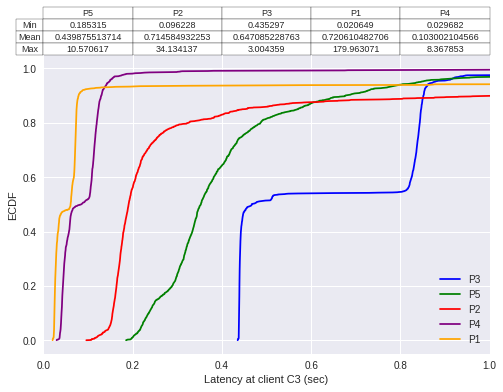 P5 P2 P3 P1 P4
Min 0.185315 0.096228 0.435297 0.020649 0.029682
Mean 0.439875513714 0.714584932253 0.647085228763 0.720610482706 0.103002104566
Max 10.570617 34.134137 3.004359 179.963071 8.367853
1.0
0.8
0.6
0.4
0.2
0.0
ECDF
P3
P5
P2
P4
P1
0.0 0.2 0.4 0.6 0.8 1.0
Latency at client C3 (sec)